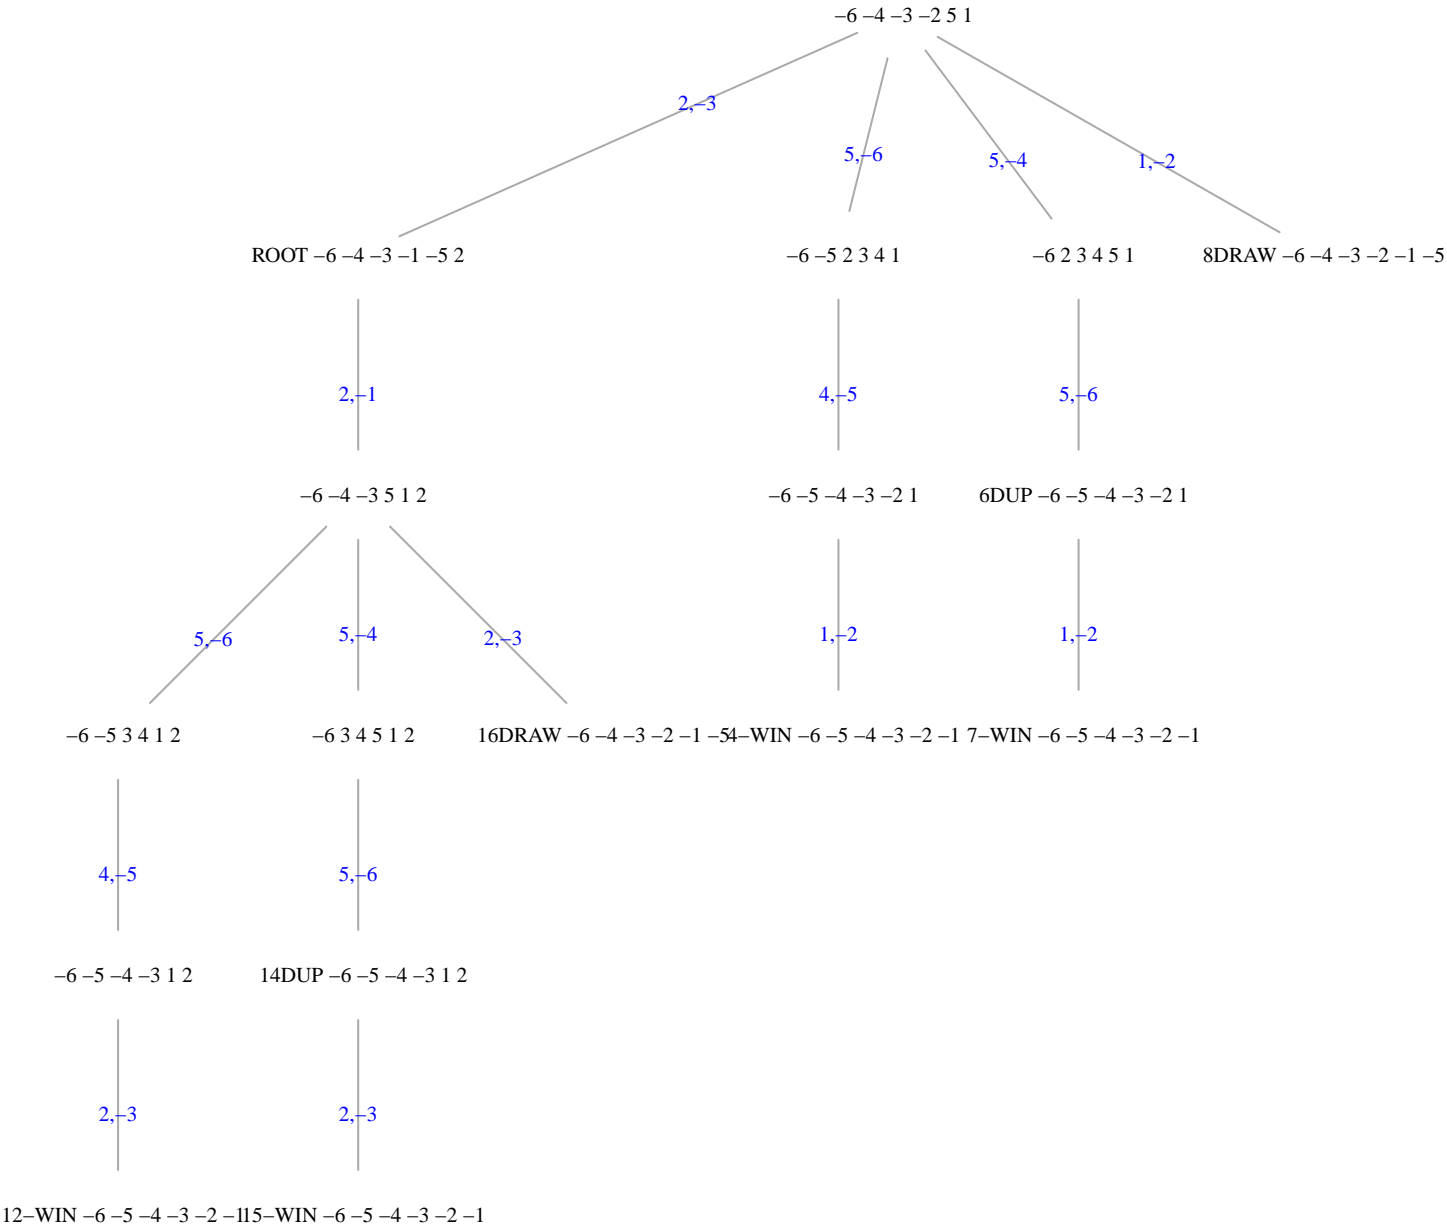 −6 −4 −3 −2 5 1
2,−3
5,−6
5,−4
1,−2
ROOT −6 −4 −3 −1 −5 2
−6 −5 2 3 4 1
−6 2 3 4 5 1
8DRAW −6 −4 −3 −2 −1 −5
2,−1
4,−5
5,−6
−6 −4 −3 5 1 2
−6 −5 −4 −3 −2 1
6DUP −6 −5 −4 −3 −2 1
5,−6
5,−4
2,−3
1,−2
1,−2
−6 −5 3 4 1 2
−6 3 4 5 1 2
16DRAW −6 −4 −3 −2 −1 −5
4−WIN −6 −5 −4 −3 −2 −1
7−WIN −6 −5 −4 −3 −2 −1
4,−5
5,−6
−6 −5 −4 −3 1 2
14DUP −6 −5 −4 −3 1 2
2,−3
2,−3
12−WIN −6 −5 −4 −3 −2 −1
15−WIN −6 −5 −4 −3 −2 −1